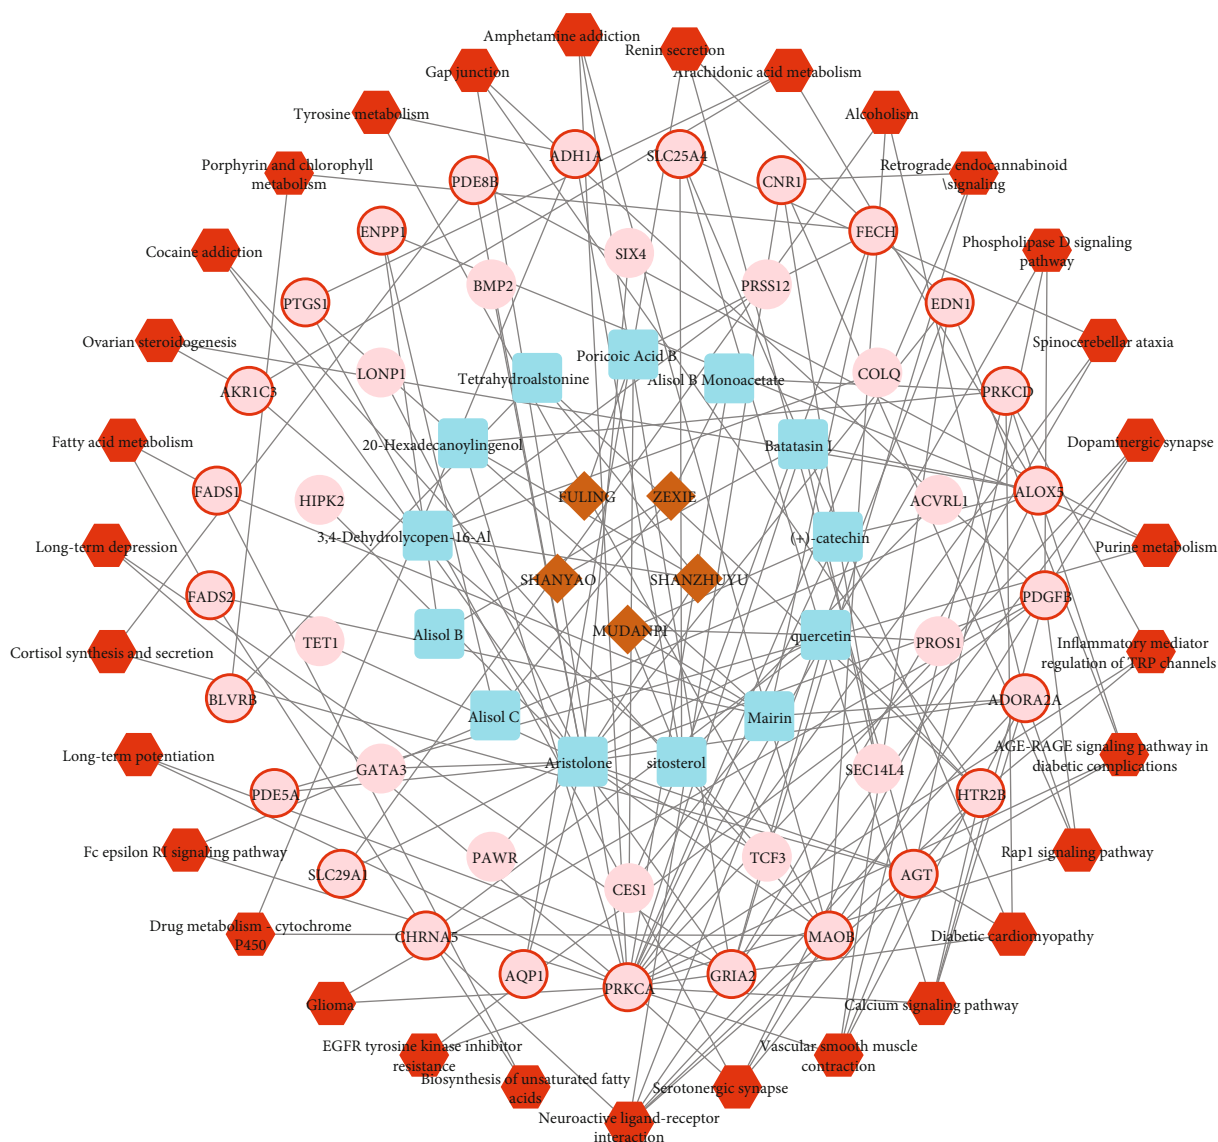 Amphetamine addiction
Renin secretion
Gap junction
Arachidonic acid metabolism
Tyrosine metabolism
Alcoholism
Porphyrin and chlorophyll
metabolism
ADH1A
SLC25A4
Retrograde endocannabinoid
\signaling
PDE8B
CNR1
ENPP1
FECH
Cocaine addiction
SIX4
Phospholipase D signaling
pathway
BMP2
PRSS12
PTGS1
EDN1
Ovarian steroidogenesis
Spinocerebellar ataxia
Poricoic Acid B
LONP1
Tetrahydroalstonine
Alisol B Monoacetate
COLQ
AKR1C3
PRKCD
Fatty acid metabolism
20-Hexadecanoylingenol
Batatasin I
Dopaminergic synapse
FADS1
HIPK2
FULING
ZEXIE
ACVRL1
ALOX5
Long-term depression
3,4-Dehydrolycopen-16-Al
(+)-catechin
Purine metabolism
FADS2
SHANYAO
SHANZHUYU
PDGFB
Cortisol synthesis and secretion
TET1
Alisol B
MUDANPI
quercetin
PROS1
Inflammatory mediator
regulation of TRP channels
BLVRB
ADORA2A
Alisol C
Mairin
Long-term potentiation
GATA3
Aristolone
sitosterol
SEC14L4
AGE-RAGE signaling pathway in
diabetic complications
PDE5A
HTR2B
Fc epsilon RI signaling pathway
PAWR
TCF3
Rap1 signaling pathway
SLC29A1
CES1
AGT
Drug metabolism - cytochrome
P450
CHRNA5
MAOB
Diabetic cardiomyopathy
AQP1
PRKCA
GRIA2
Glioma
Calcium signaling pathway
EGFR tyrosine kinase inhibitor
resistance
Vascular smooth muscle
contraction
Biosynthesis of unsaturated fatty
acids
Serotonergic synapse
Neuroactive ligand-receptor
interaction